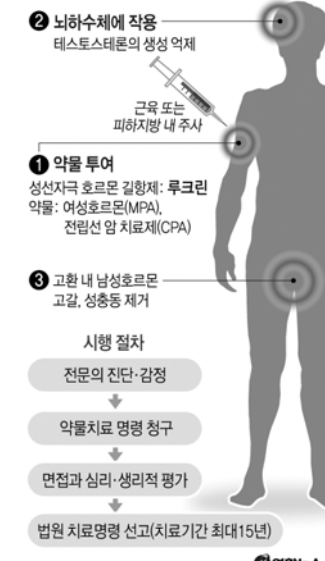 ❷ 뇌하수체에 작용
테스토스테론의 생성 억제
근육 또는
피하지방 내 주사
❶ 약물 투여
성선자극 호르몬 길항제: 루크린
약물: 여성호르몬(MPA),
전립선 암 치료제(CPA)
❸ 고환 내 남성호르몬
고갈, 성충동 제거
시행 절차
전문의 진단·감정
약물치료 명령 청구
면접과 심리·생리적 평가
법원 치료명령 선고(치료기간 최대15년)